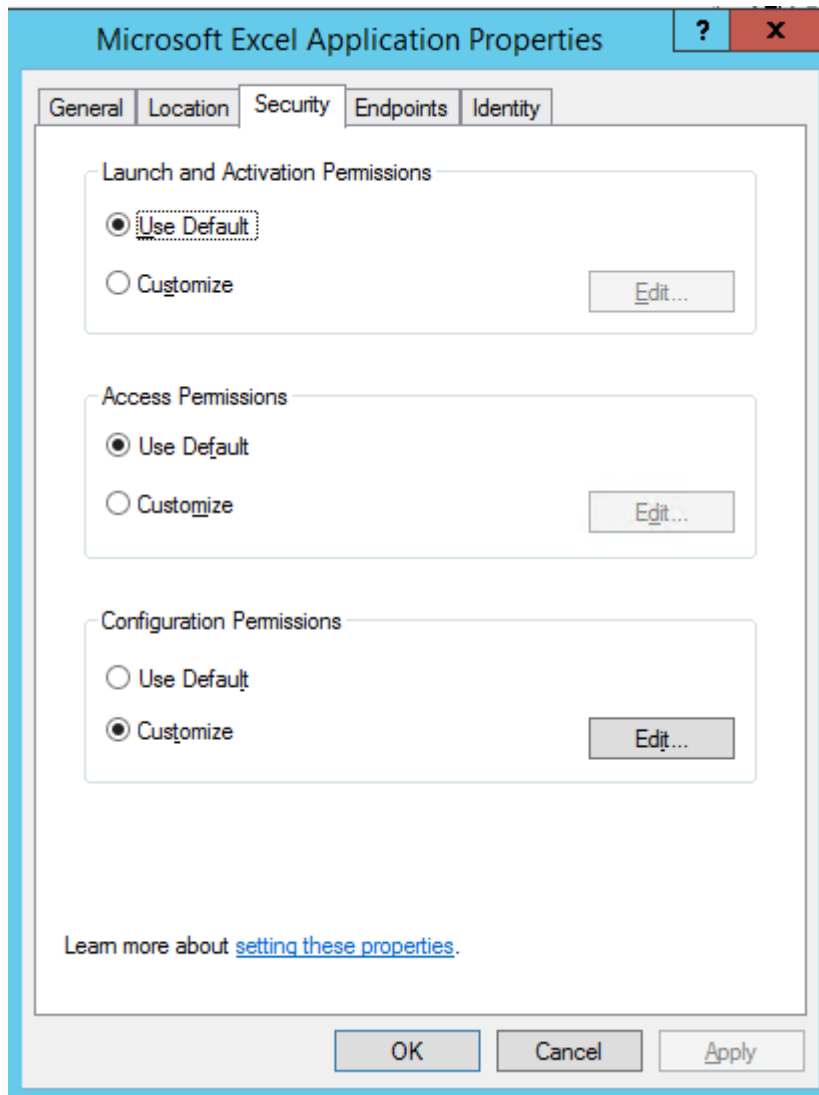 Microsoft Excel Application Properties
?
x
General
Location
Security
Endpoints
Identity
Launch and Activation Permissions
Use Default
Customize
Edit...
Access Permissions
Use Default
Customize
Edit...
Configuration Permissions
Use Default
Customize
Edit...
Learn more about setting these properties.
OK
Cancel
Apply